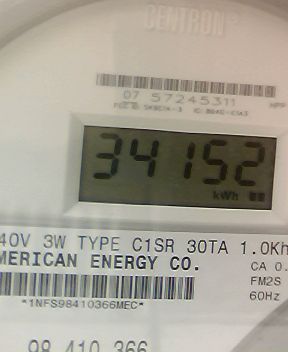 CENTRON®
07 57245311
34152
kWh
40V 3W TYPE C1SR 30TA 1.0Kh
MERICAN ENERGY CO.
CA 0.
FM2S
60Hz
*1NFS98410366MEC*
98 410 366